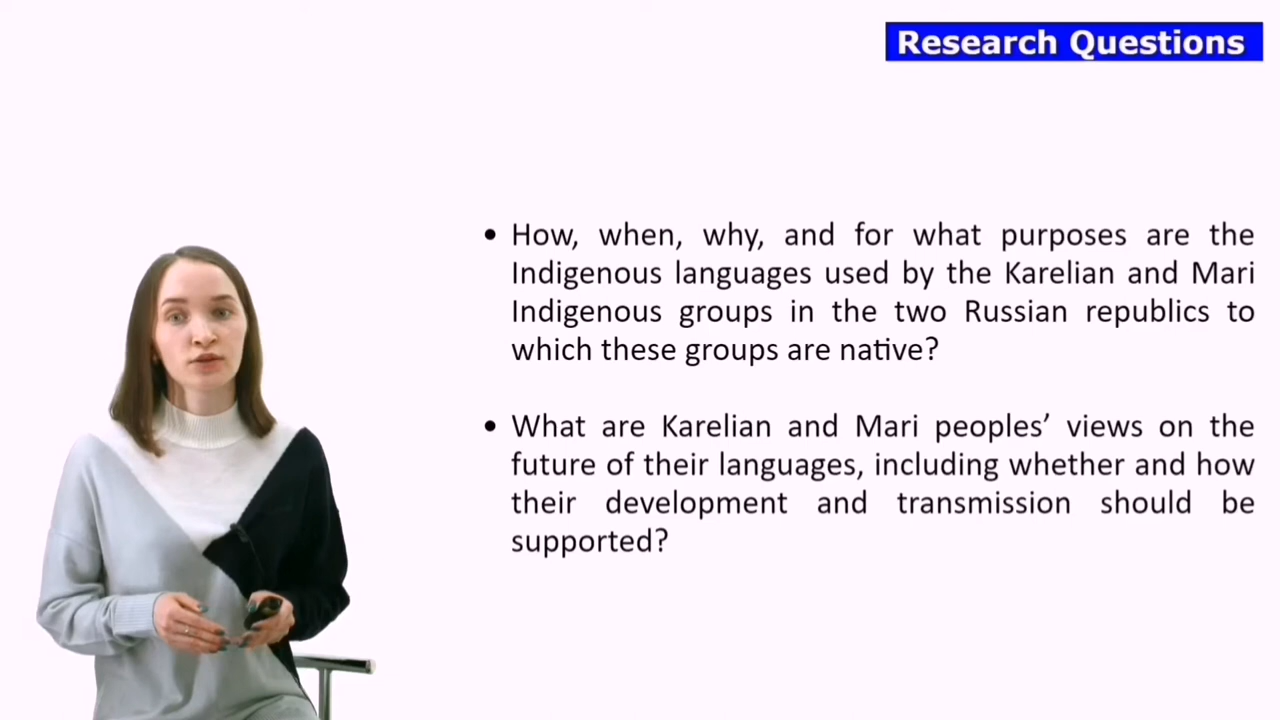 Research Questions
• How, when, why, and for what purposes are the
Indigenous languages used by the Karelian and Mari
Indigenous groups in the two Russian republics to
which these groups are native?
• What are Karelian and Mari peoples’ views on the
future of their languages, including whether and how
their development and transmission should be
supported?